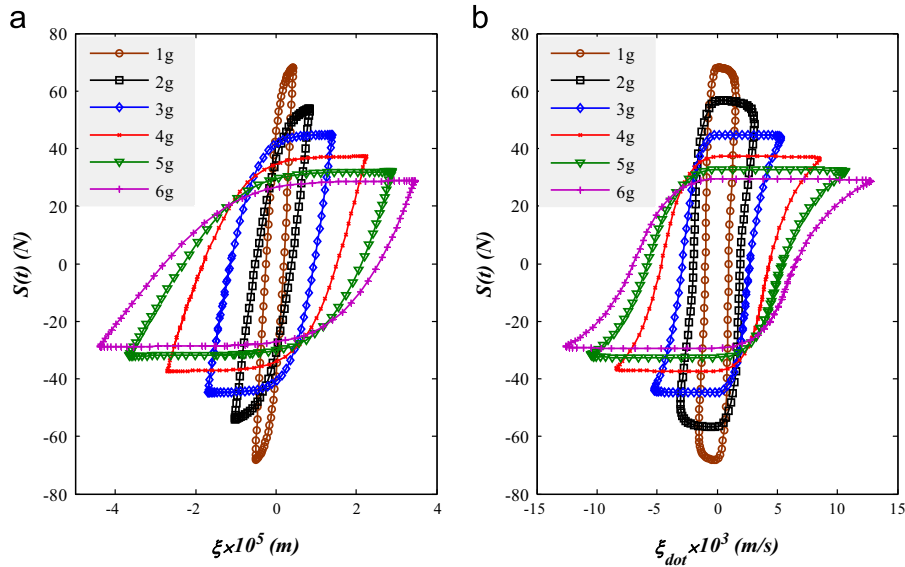 a
80
60
40
20
0
-20
-40
-60
-80
S(t) (N)
1g
2g
3g
4g
5g
6g
-4 -2 0 2 4
ξ×10⁵ (m)
b
80
60
40
20
0
-20
-40
-60
-80
S(t) (N)
1g
2g
3g
4g
5g
6g
-15 -10 -5 0 5 10 15
ξdot×10³ (m/s)